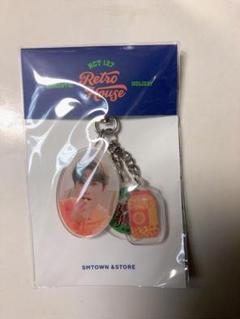 NCT 127
Retro
House
HOLIDAY
SMTOWN &STORE